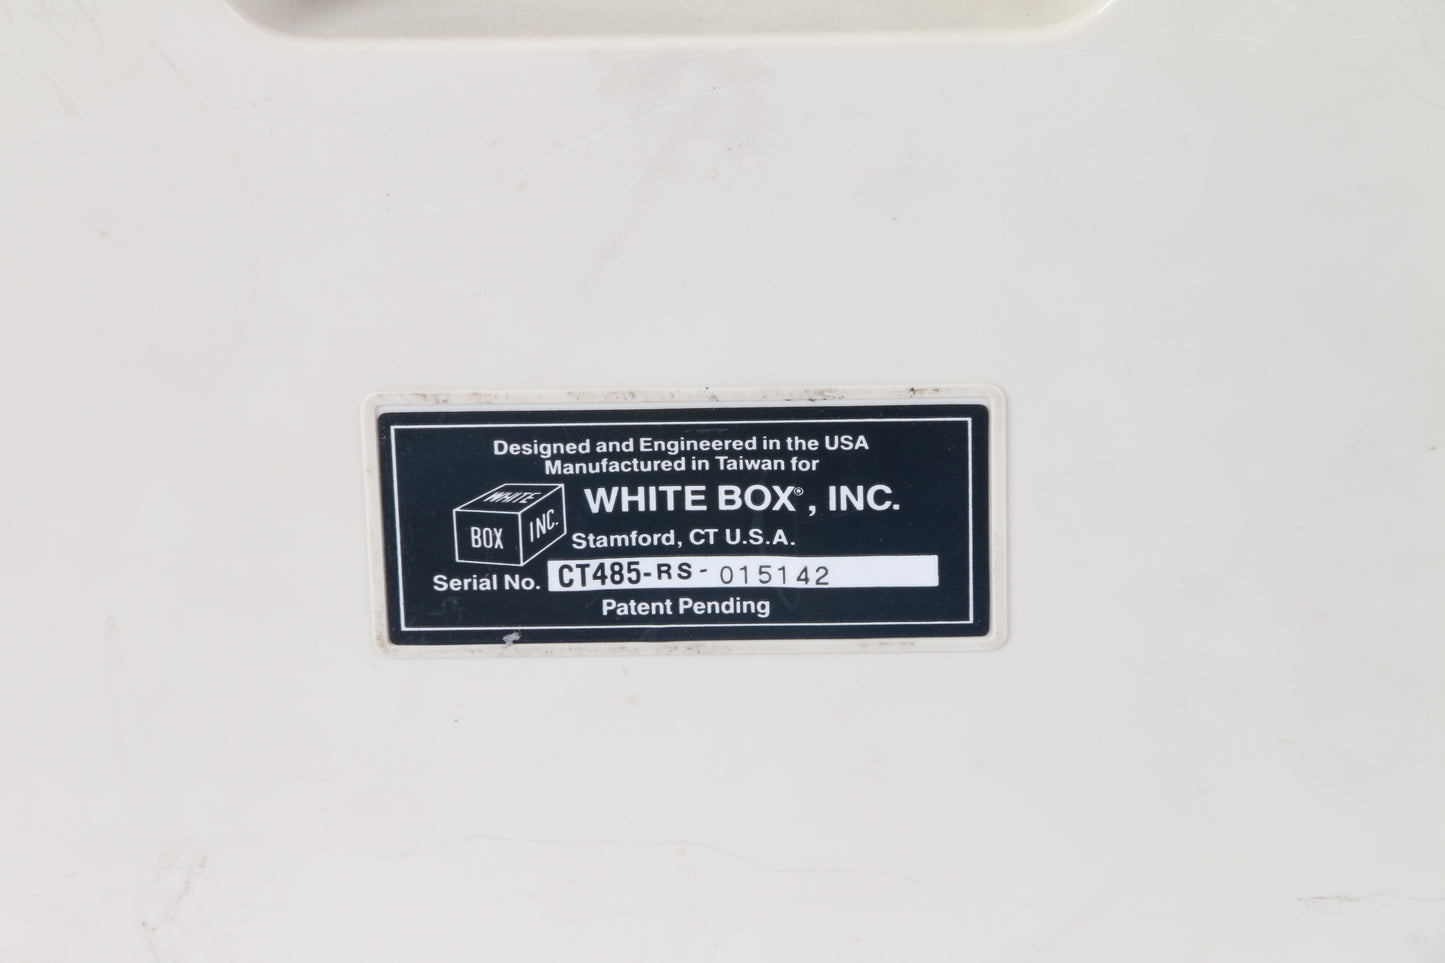 Designed and Engineered in the USA
Manufactured in Taiwan for
WHITE
BOX
INC.
WHITE BOX®, INC.
Stamford, CT U.S.A.
Serial No. CT485-RS-015142
Patent Pending